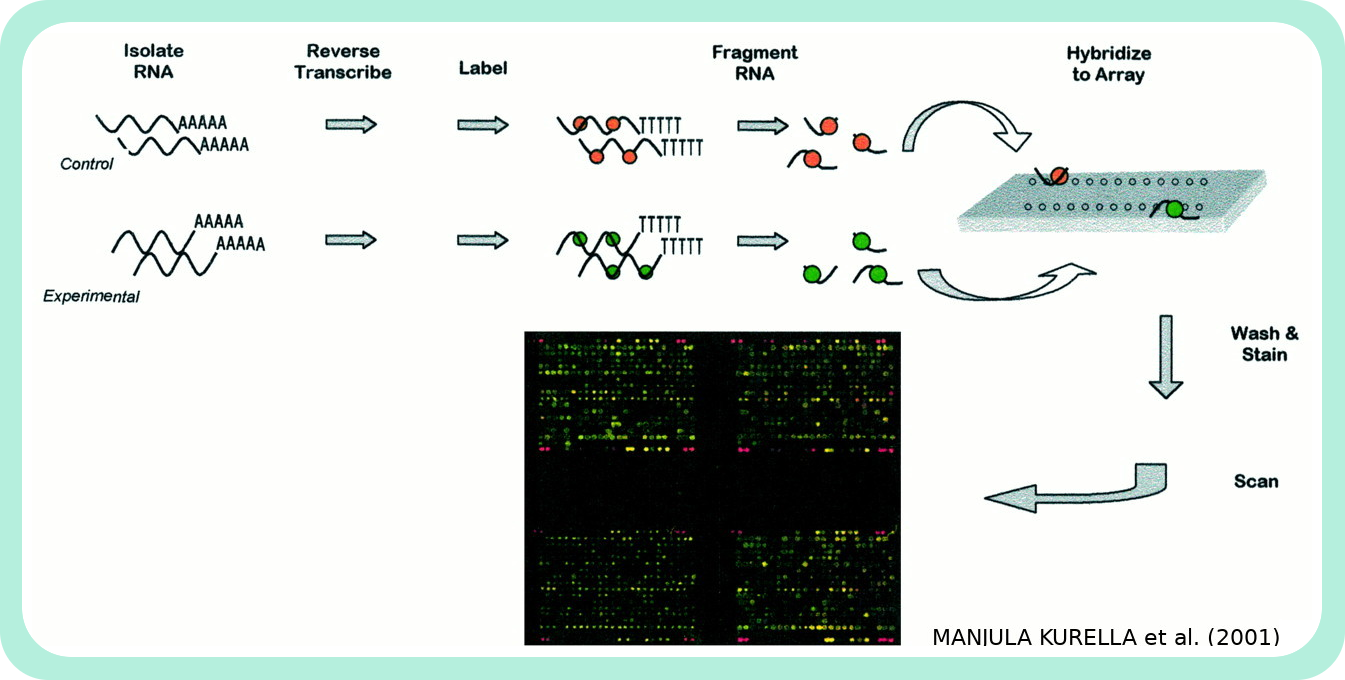 Isolate
RNA
Reverse
Transcribe
Label
Fragment
RNA
Hybridize
to Array
AAAAA
AAAAA
Control
TTTTT
TTTTT
AAAAA
AAAAA
Experimental
TTTTT
TTTTT
Wash &
Stain
Scan
MANJULA KURELLA et al. (2001)